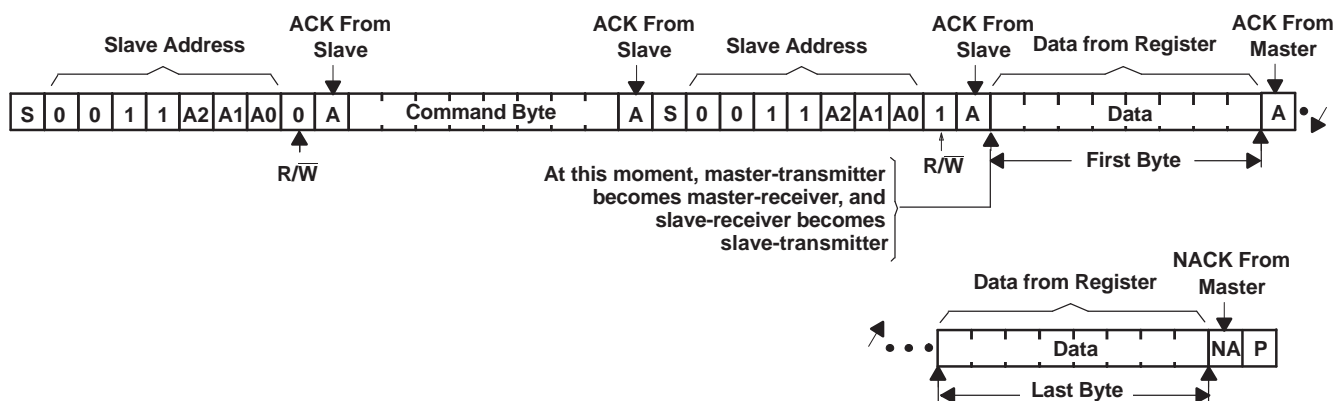 ACK From
Slave
ACK From
Slave
ACK From
Slave
ACK From
Master
Slave Address
Slave Address
Data from Register
S 0 0 1 1 A2 A1 A0 0 A Command Byte A S 0 0 1 1 A2 A1 A0 1 A Data A
R/W̅
R/W̅
First Byte
At this moment, master-transmitter
becomes master-receiver, and
slave-receiver becomes
slave-transmitter
NACK From
Master
Data from Register
Data NA P
Last Byte